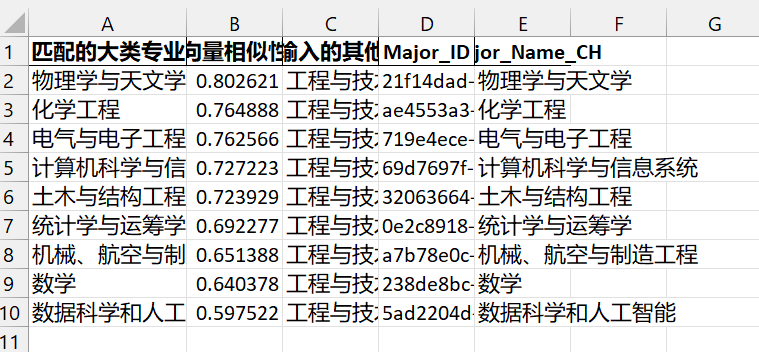 A B C D E F G
1 匹配的大类专业 向量相似性 输入的其他 Major_ID jor_Name_CH
2 物理学与天文学 0.802621 工程与技术 21f14dad- 物理学与天文学
3 化学工程 0.764888 工程与技术 ae4553a3- 化学工程
4 电气与电子工程 0.762566 工程与技术 719e4ece- 电气与电子工程
5 计算机科学与信 0.727223 工程与技术 69d7697f- 计算机科学与信息系统
6 土木与结构工程 0.723929 工程与技术 32063664- 土木与结构工程
7 统计学与运筹学 0.692277 工程与技术 0e2c8918- 统计学与运筹学
8 机械、航空与制 0.651388 工程与技术 a7b78e0c- 机械、航空与制造工程
9 数学 0.640378 工程与技术 238de8bc- 数学
10 数据科学和人工 0.597522 工程与技术 5ad2204d- 数据科学和人工智能
11